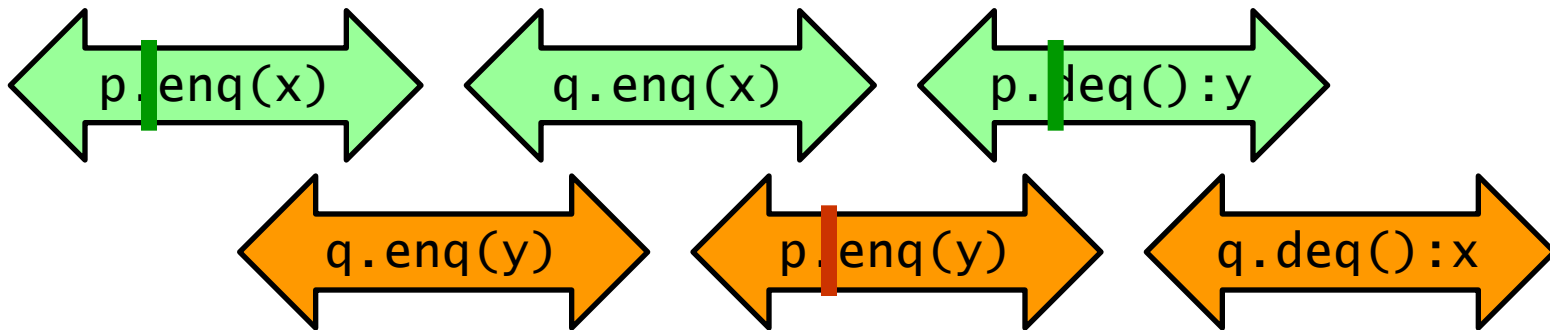 p.enq(x) q.enq(x) p.deq():y
q.enq(y) p.enq(y) q.deq():x